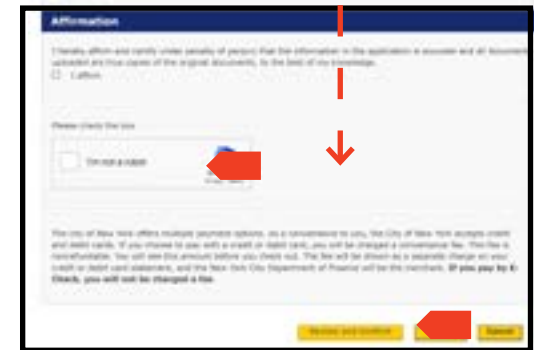 Affirmation
I hereby affirm and certify under penalty of perjury that the information in the application is accurate and all documents
uploaded are true copies of the original documents, to the best of my knowledge.
I affirm
Please check the box
I'm not a robot
The City of New York offers multiple payment options. As a convenience to you, the City of New York accepts credit
and debit cards. If you choose to pay with a credit or debit card, you will be charged a convenience fee. This fee is
nonrefundable. You will see this amount before you check out. The fee will be shown as a separate charge on your
credit or debit card statement, and the New York City Department of Finance will be the merchant. If you pay by E-
Check, you will not be charged a fee.
Review and Confirm
Cancel